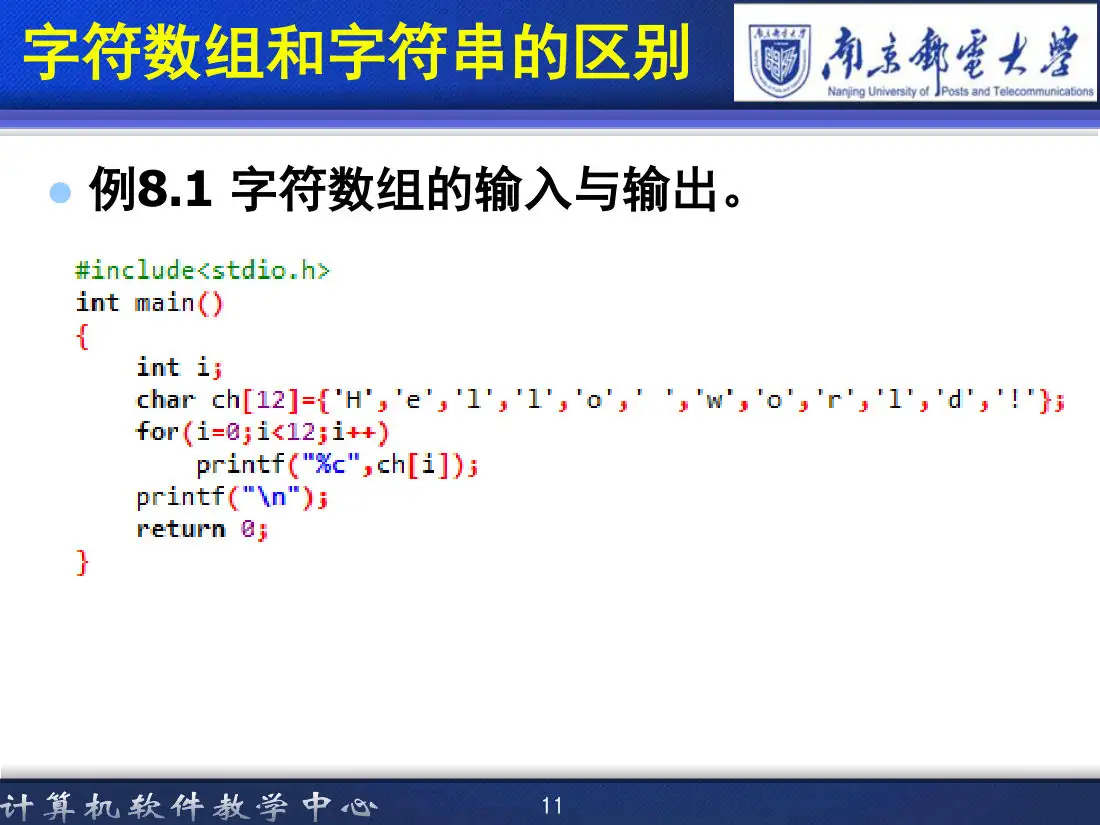 字符数组和字符串的区别
南京邮电大学
Nanjing University of Posts and Telecommunications
例8.1 字符数组的输入与输出。
#include<stdio.h>
int main()
{
    int i;
    char ch[12]={'H','e','l','l','o',' ','w','o','r','l','d','!'};
    for(i=0;i<12;i++)
        printf("%c",ch[i]);
    printf("\n");
    return 0;
}
计算机软件教学中心
11